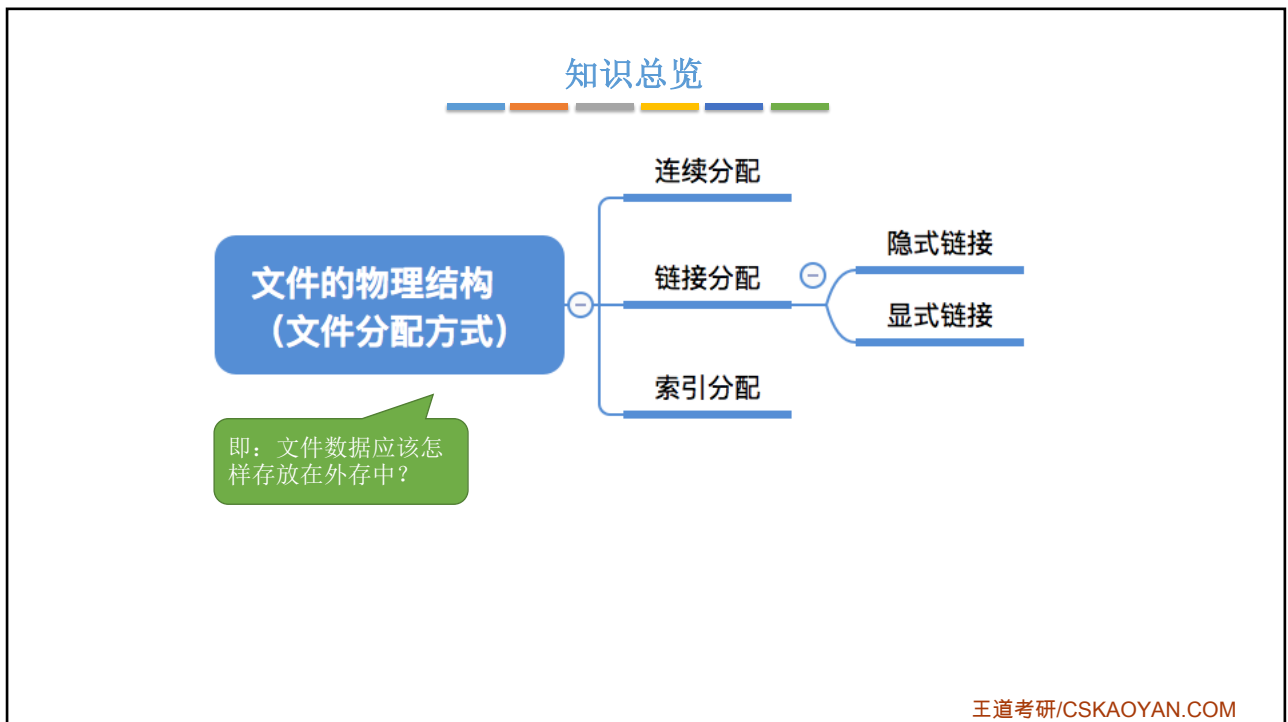 知识总览
连续分配
隐式链接
文件的物理结构
（文件分配方式）
链接分配
显式链接
索引分配
即：文件数据应该怎
样存放在外存中？
王道考研/CSKAOYAN.COM